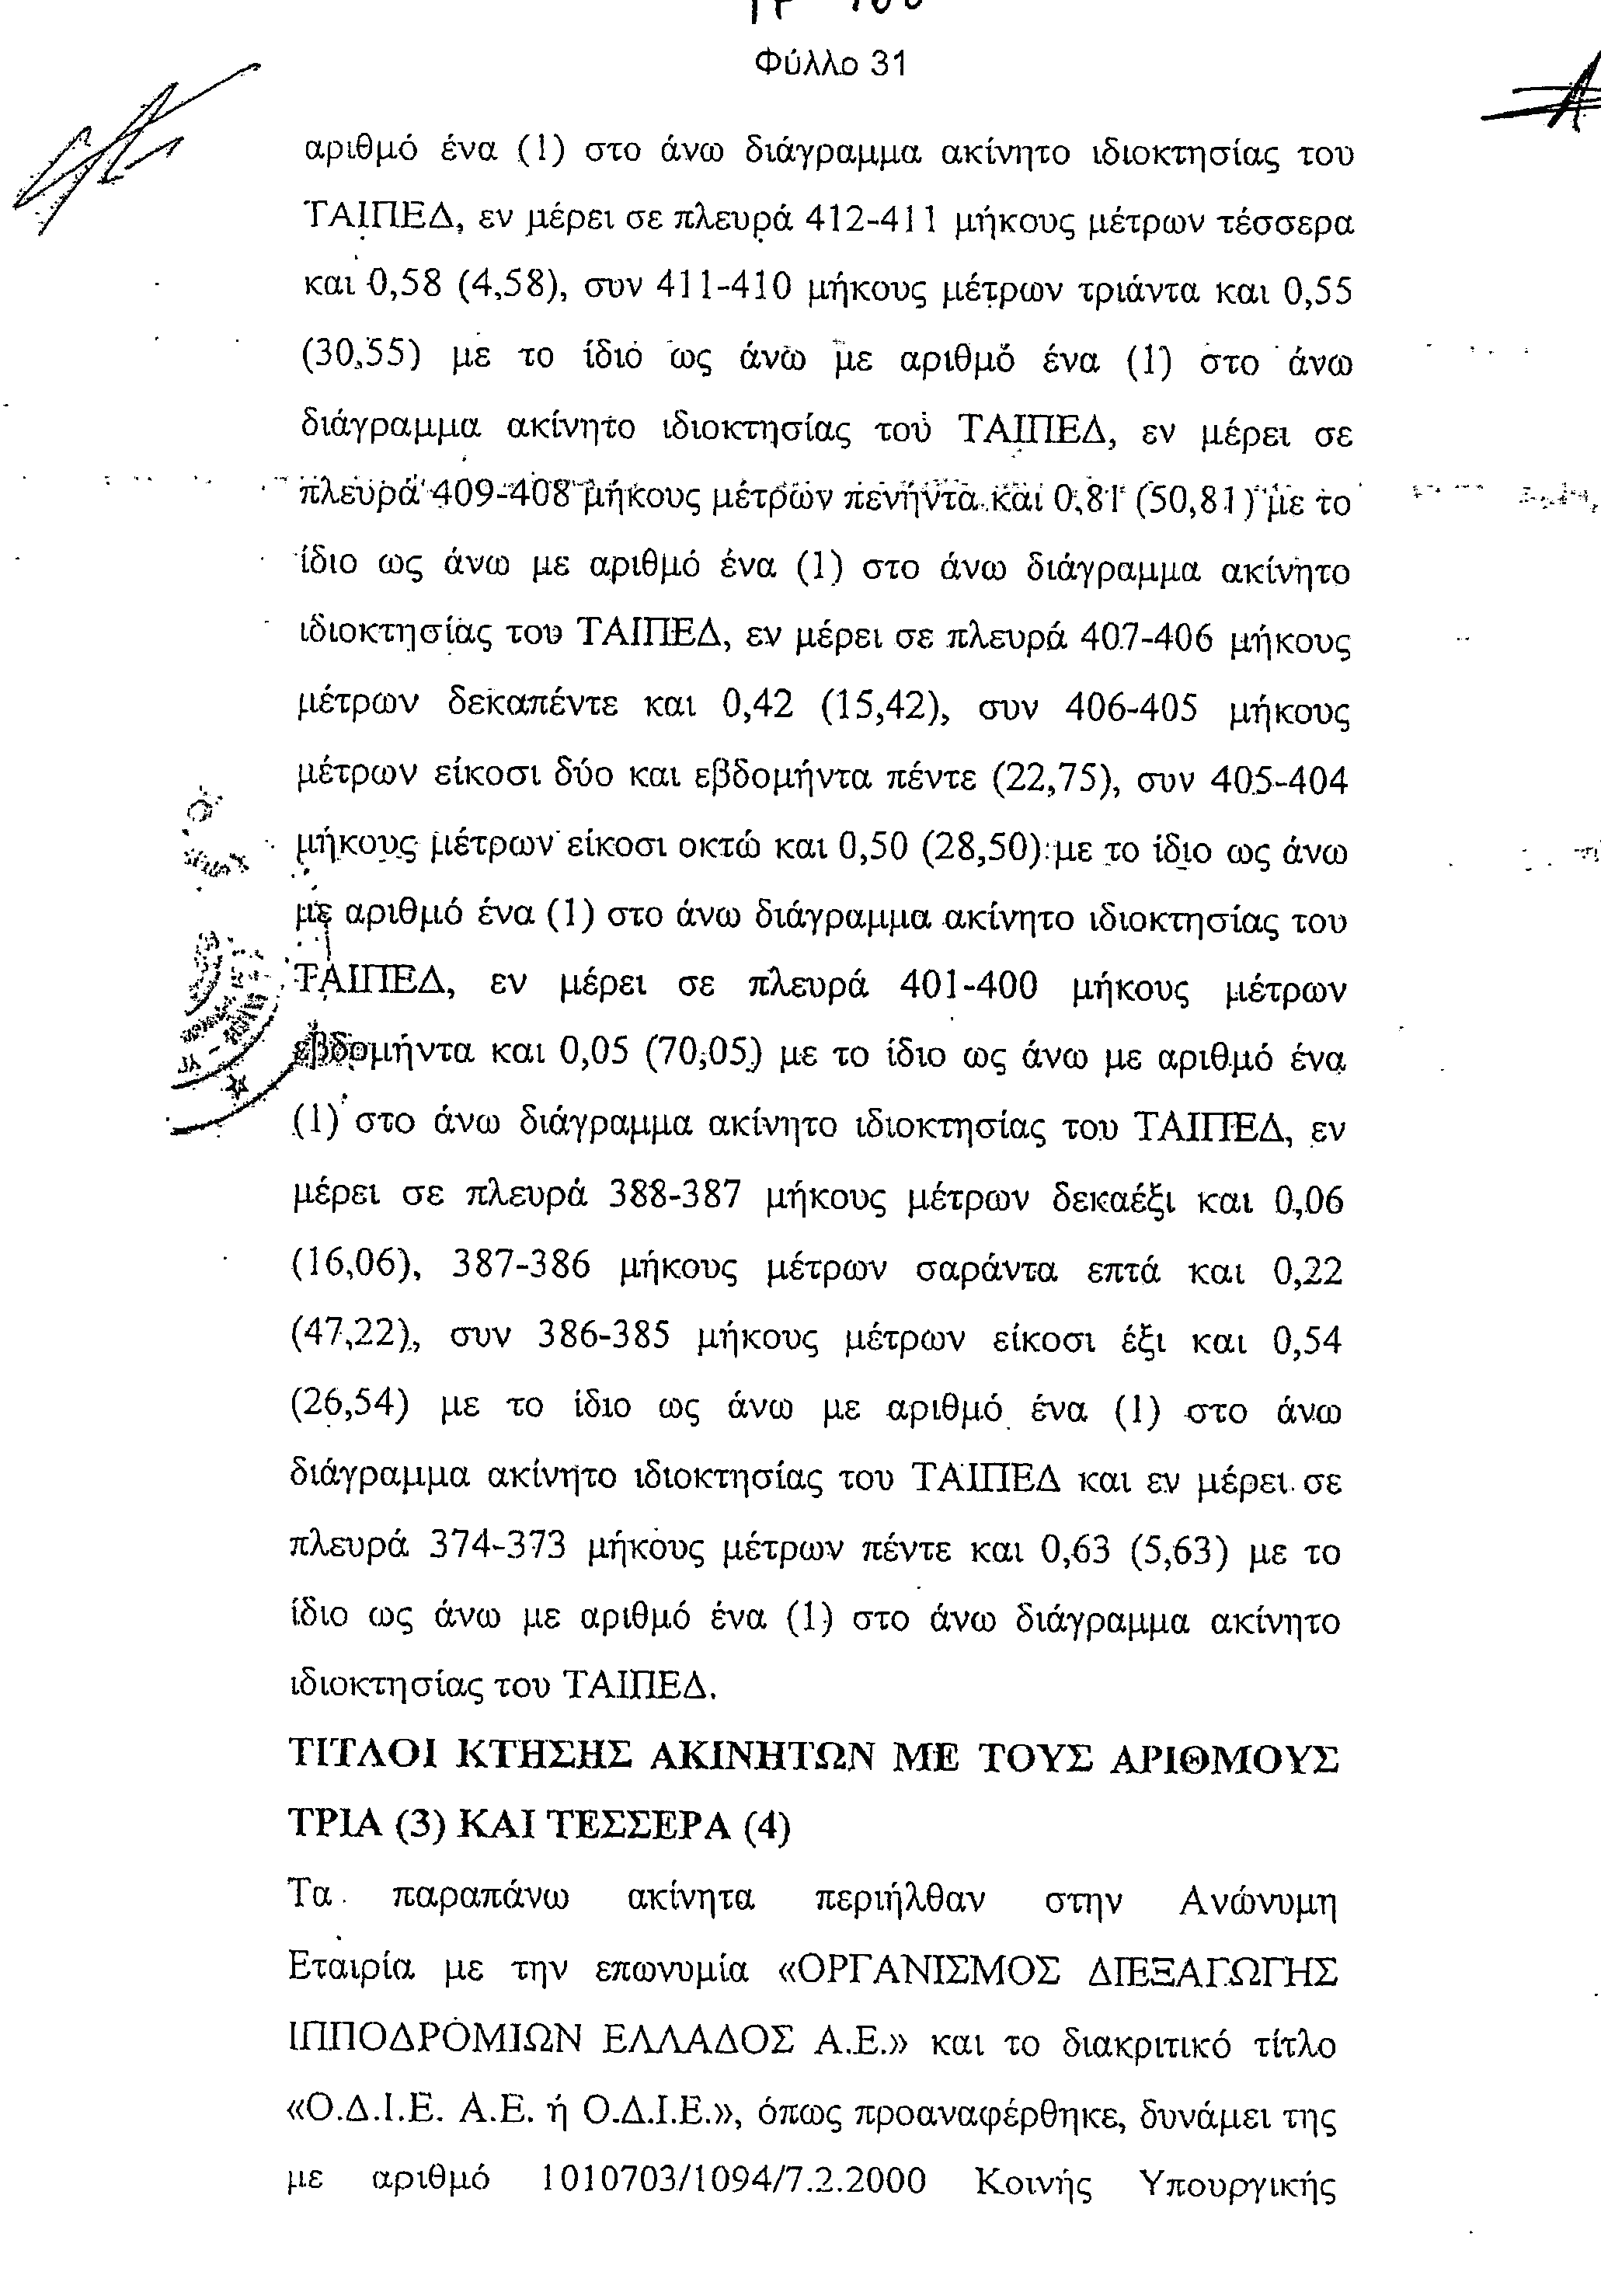 Φύλλο 31
αριθμό ένα (1) στο άνω διάγραμμα ακίνητο ιδιοκτησίας του
ΤΑΙΠΕΔ, εν μέρει σε πλευρά 412-411 μήκους μέτρων τέσσερα
και 0,58 (4,58), συν 411-410 μήκους μέτρων τριάντα και 0,55
(30,55) με το ίδιο ως άνω με αριθμό ένα (1) στο άνω
διάγραμμα ακίνητο ιδιοκτησίας του ΤΑΙΠΕΔ, εν μέρει σε
πλευρά 409-408 μήκους μέτρων πενήντα και 0,81 (50,81) με το
ίδιο ως άνω με αριθμό ένα (1) στο άνω διάγραμμα ακίνητο
ιδιοκτησίας του ΤΑΙΠΕΔ, εν μέρει σε πλευρά 407-406 μήκους
μέτρων δεκαπέντε και 0,42 (15,42), συν 406-405 μήκους
μέτρων είκοσι δύο και εβδομήντα πέντε (22,75), συν 405-404
μήκους μέτρων είκοσι οκτώ και 0,50 (28,50) με το ίδιο ως άνω
με αριθμό ένα (1) στο άνω διάγραμμα ακίνητο ιδιοκτησίας του
ΤΑΙΠΕΔ, εν μέρει σε πλευρά 401-400 μήκους μέτρων
εβδομήντα και 0,05 (70,05) με το ίδιο ως άνω με αριθμό ένα
(1) στο άνω διάγραμμα ακίνητο ιδιοκτησίας του ΤΑΙΠΕΔ, εν
μέρει σε πλευρά 388-387 μήκους μέτρων δεκαέξι και 0,06
(16,06), 387-386 μήκους μέτρων σαράντα επτά και 0,22
(47,22), συν 386-385 μήκους μέτρων είκοσι έξι και 0,54
(26,54) με το ίδιο ως άνω με αριθμό ένα (1) στο άνω
διάγραμμα ακίνητο ιδιοκτησίας του ΤΑΙΠΕΔ και εν μέρει σε
πλευρά 374-373 μήκους μέτρων πέντε και 0,63 (5,63) με το
ίδιο ως άνω με αριθμό ένα (1) στο άνω διάγραμμα ακίνητο
ιδιοκτησίας του ΤΑΙΠΕΔ.
ΤΙΤΛΟΙ ΚΤΗΣΗΣ ΑΚΙΝΗΤΩΝ ΜΕ ΤΟΥΣ ΑΡΙΘΜΟΥΣ
ΤΡΙΑ (3) ΚΑΙ ΤΕΣΣΕΡΑ (4)
Τα παραπάνω ακίνητα περιήλθαν στην Ανώνυμη
Εταιρία με την επωνυμία «ΟΡΓΑΝΙΣΜΟΣ ΔΙΕΞΑΓΩΓΗΣ
ΙΠΠΟΔΡΟΜΙΩΝ ΕΛΛΑΔΟΣ Α.Ε.» και το διακριτικό τίτλο
«Ο.Δ.Ι.Ε. Α.Ε. ή Ο.Δ.Ι.Ε.», όπως προαναφέρθηκε, δυνάμει της
με αριθμό 1010703/1094/7.2.2000 Κοινής Υπουργικής